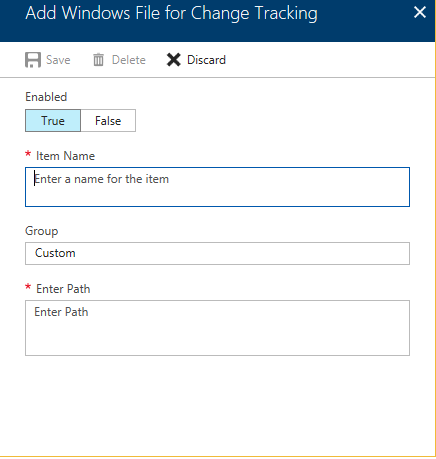 Add Windows File for Change Tracking
Save Delete Discard
Enabled
True False
* Item Name
Enter a name for the item
Group
Custom
* Enter Path
Enter Path